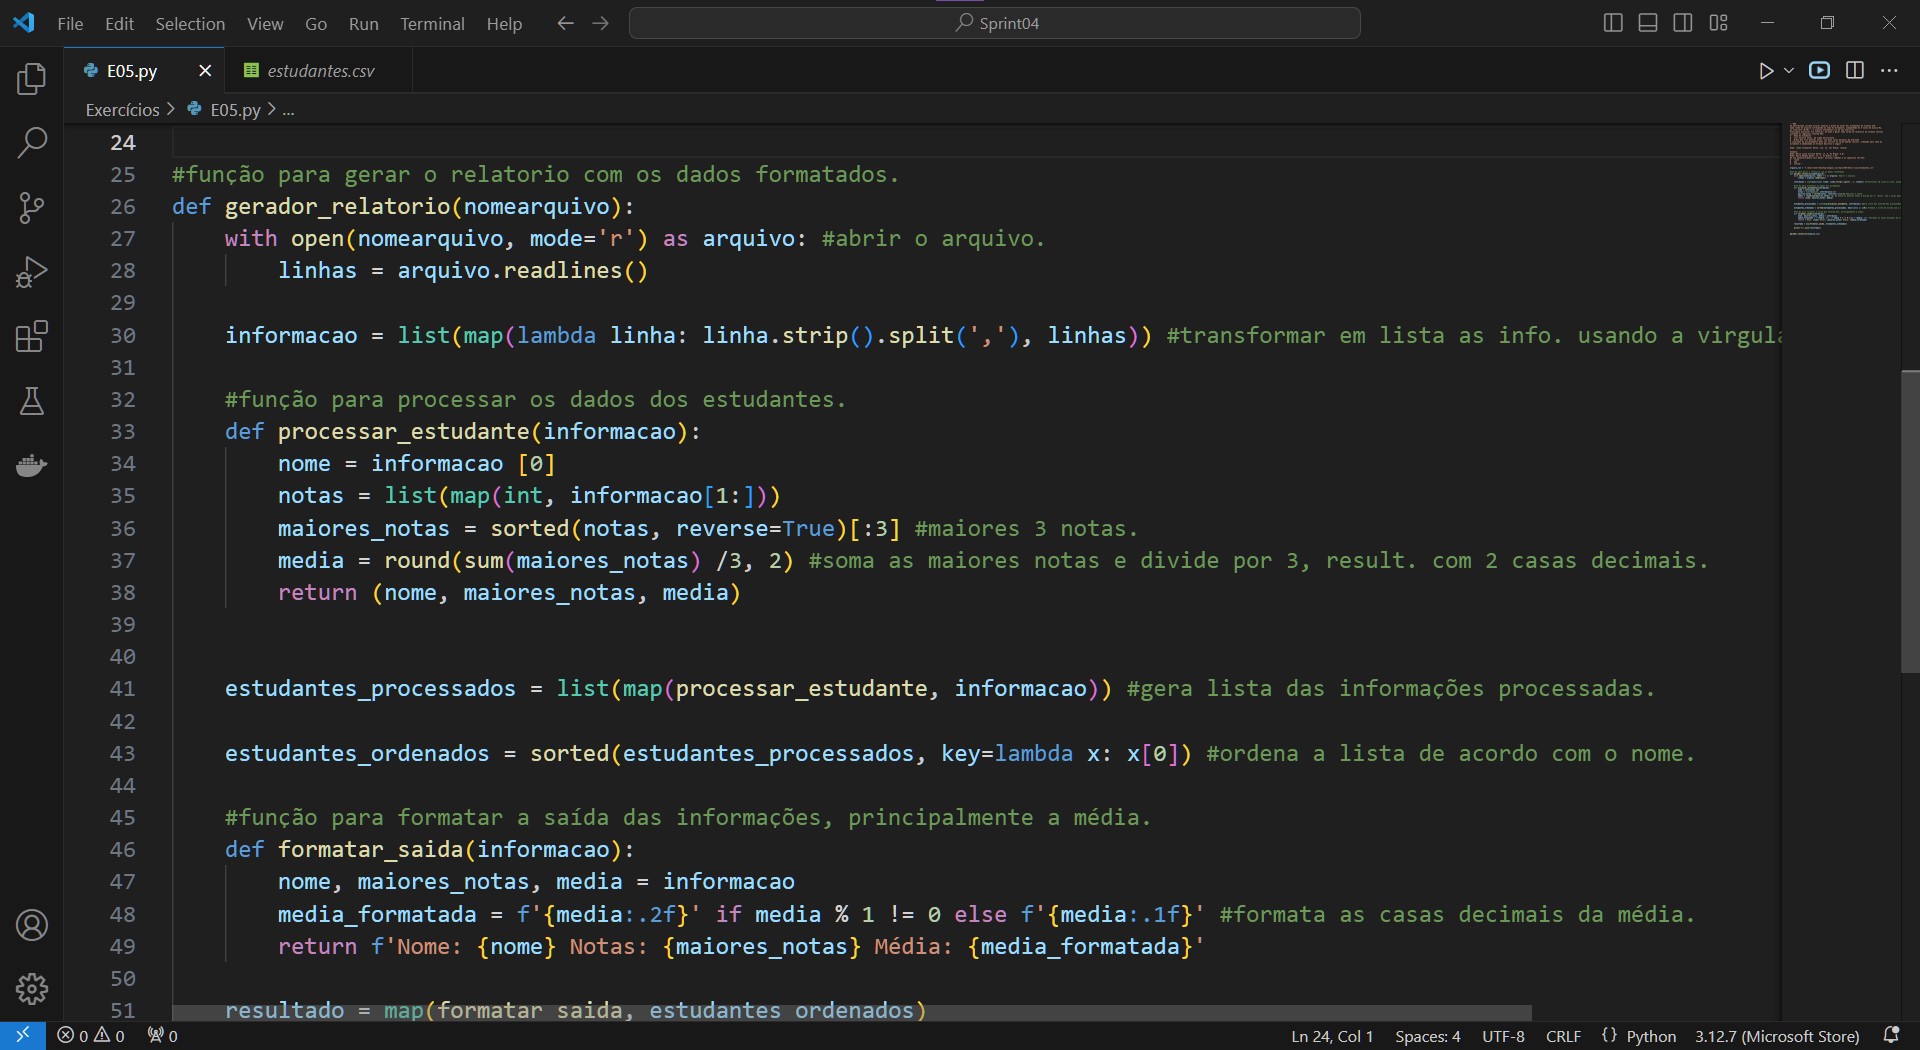 File Edit Selection View Go Run Terminal Help Sprint04
E05.py estudantes.csv
Exercícios > E05.py > ...
24
25 #função para gerar o relatorio com os dados formatados.
26 def gerador_relatorio(nomearquivo):
27 with open(nomearquivo, mode='r') as arquivo: #abrir o arquivo.
28 linhas = arquivo.readlines()
29
30 informacao = list(map(lambda linha: linha.strip().split(','), linhas)) #transformar em lista as info. usando a virgula
31
32 #função para processar os dados dos estudantes.
33 def processar_estudante(informacao):
34 nome = informacao [0]
35 notas = list(map(int, informacao[1:]))
36 maiores_notas = sorted(notas, reverse=True)[:3] #maiores 3 notas.
37 media = round(sum(maiores_notas) /3, 2) #soma as maiores notas e divide por 3, result. com 2 casas decimais.
38 return (nome, maiores_notas, media)
39
40
41 estudantes_processados = list(map(processar_estudante, informacao)) #gera lista das informações processadas.
42
43 estudantes_ordenados = sorted(estudantes_processados, key=lambda x: x[0]) #ordena a lista de acordo com o nome.
44
45 #função para formatar a saída das informações, principalmente a média.
46 def formatar_saida(informacao):
47 nome, maiores_notas, media = informacao
48 media_formatada = f'{media:.2f}' if media % 1 != 0 else f'{media:.1f}' #formata as casas decimais da média.
49 return f'Nome: {nome} Notas: {maiores_notas} Média: {media_formatada}'
50
51 resultado = map(formatar_saida, estudantes_ordenados)
0 0 0 Ln 24, Col 1 Spaces: 4 UTF-8 CRLF {} Python 3.12.7 (Microsoft Store)